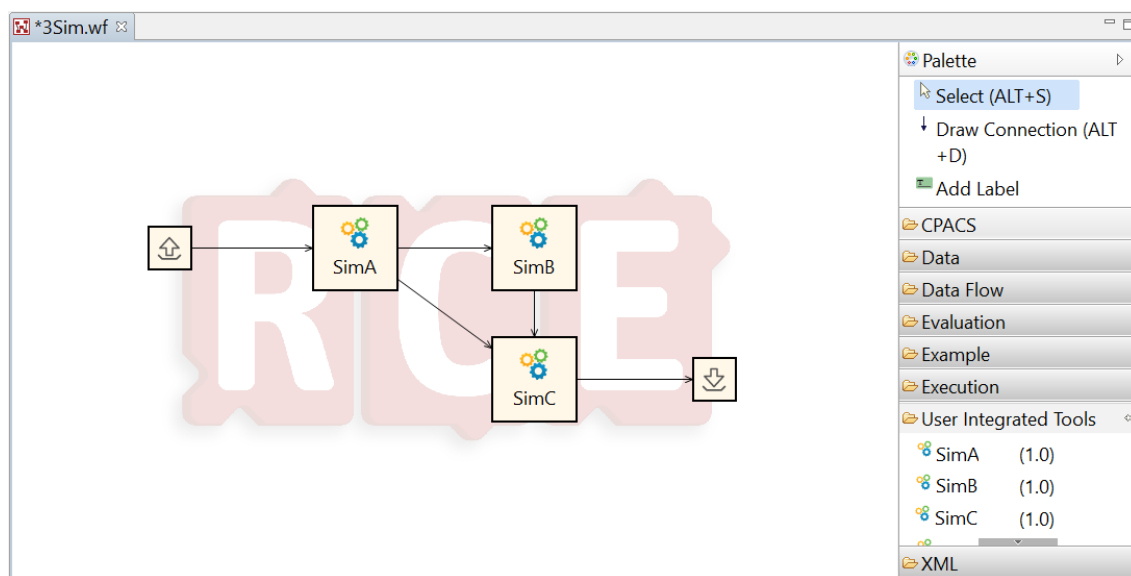 *3Sim.wf
Palette
Select (ALT+S)
Draw Connection (ALT
+D)
Add Label
CPACS
Data
Data Flow
Evaluation
Example
Execution
User Integrated Tools
SimA (1.0)
SimB (1.0)
SimC (1.0)
XML
RCE
SimA
SimB
SimC